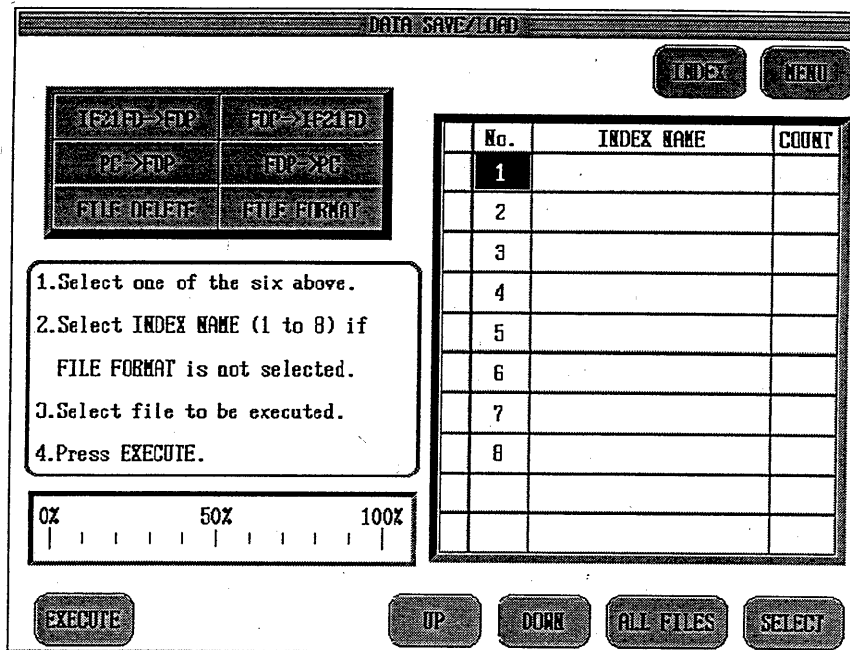 DATA SAVE/LOAD
INDEX MENU
IF21FD->FDP FDP->IF21FD
PC->FDP FDP->PC
FILE DELETE FILE FORMAT
No. INDEX NAME COUNT
1
2
3
4
5
6
7
8
1.Select one of the six above.
2.Select INDEX NAME (1 to 8) if
FILE FORMAT is not selected.
3.Select file to be executed.
4.Press EXECUTE.
0% 50% 100%
EXECUTE UP DOWN ALL FILES SELECT